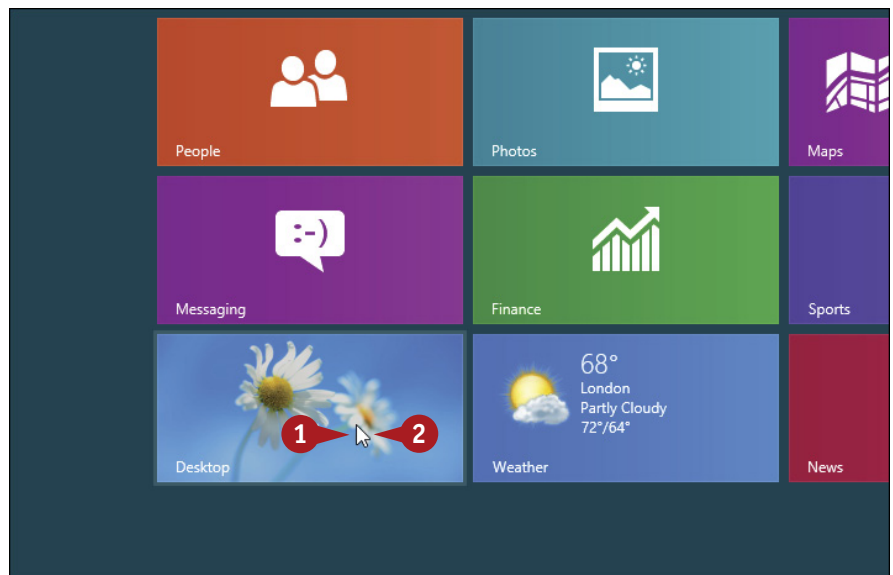 People
Photos
Maps
:-)
Messaging
Finance
Sports
1
2
Desktop
68°
London
Partly Cloudy
72°/64°
Weather
News